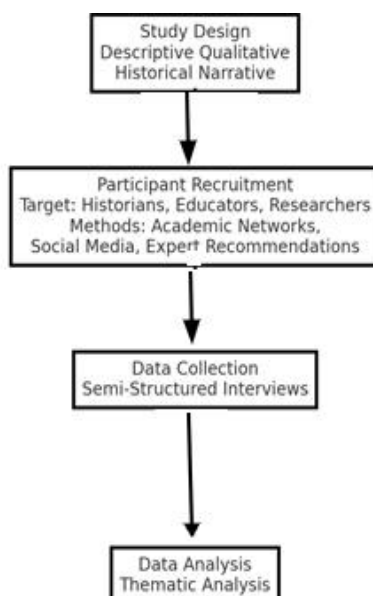 Study Design
Descriptive Qualitative
Historical Narrative
Participant Recruitment
Target: Historians, Educators, Researchers
Methods: Academic Networks,
Social Media, Expert Recommendations
Data Collection
Semi-Structured Interviews
Data Analysis
Thematic Analysis